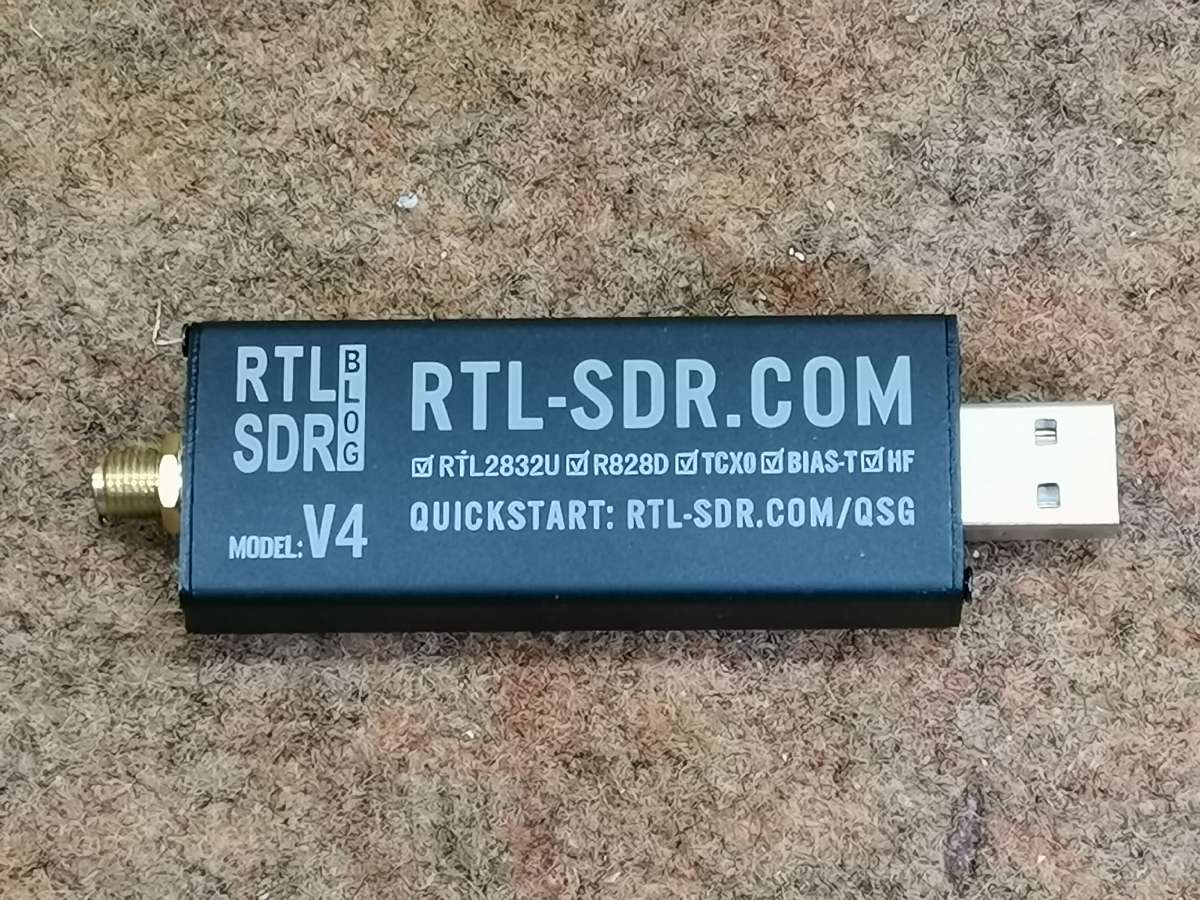 RTL
SDR
BLOG
MODEL: V4
RTL-SDR.COM
☑ RTL2832U ☑ R828D ☑ TCXO ☑ BIAS-T ☑ HF
QUICKSTART: RTL-SDR.COM/QSG